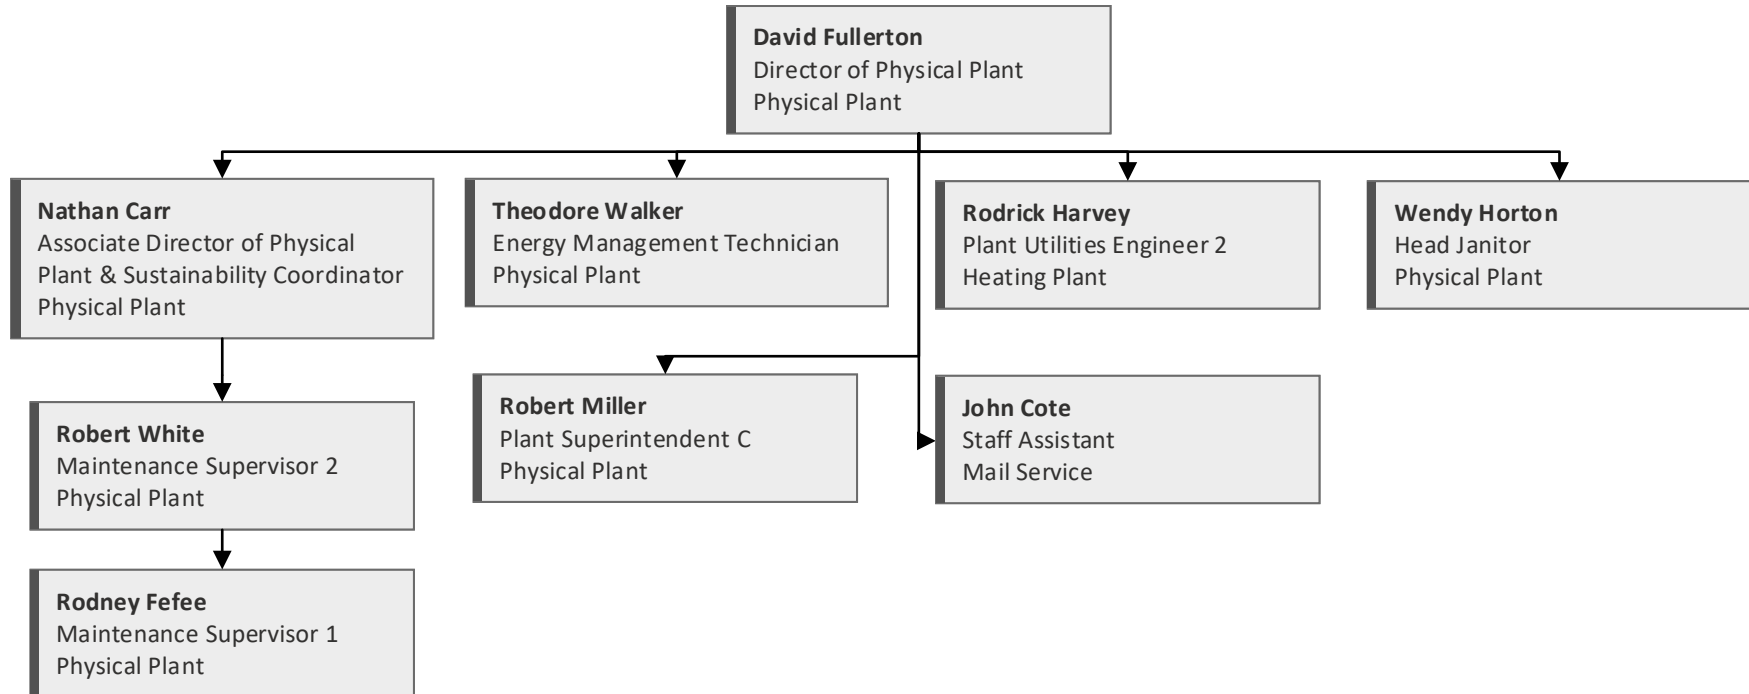 David Fullerton
Director of Physical Plant
Physical Plant
Nathan Carr
Associate Director of Physical
Plant & Sustainability Coordinator
Physical Plant
Theodore Walker
Energy Management Technician
Physical Plant
Rodrick Harvey
Plant Utilities Engineer 2
Heating Plant
Wendy Horton
Head Janitor
Physical Plant
Robert White
Maintenance Supervisor 2
Physical Plant
Robert Miller
Plant Superintendent C
Physical Plant
John Cote
Staff Assistant
Mail Service
Rodney Fefee
Maintenance Supervisor 1
Physical Plant